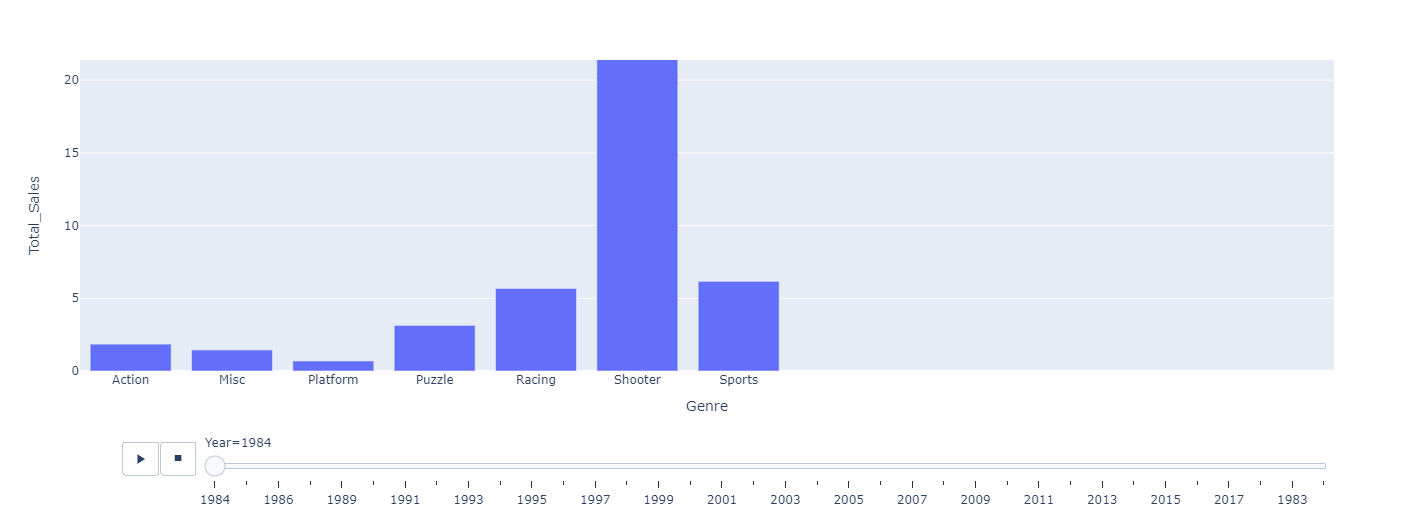 20
15
10
5
0
Total_Sales
Action Misc Platform Puzzle Racing Shooter Sports
Genre
Year=1984
1984 1986 1989 1991 1993 1995 1997 1999 2001 2003 2005 2007 2009 2011 2013 2015 2017 1983